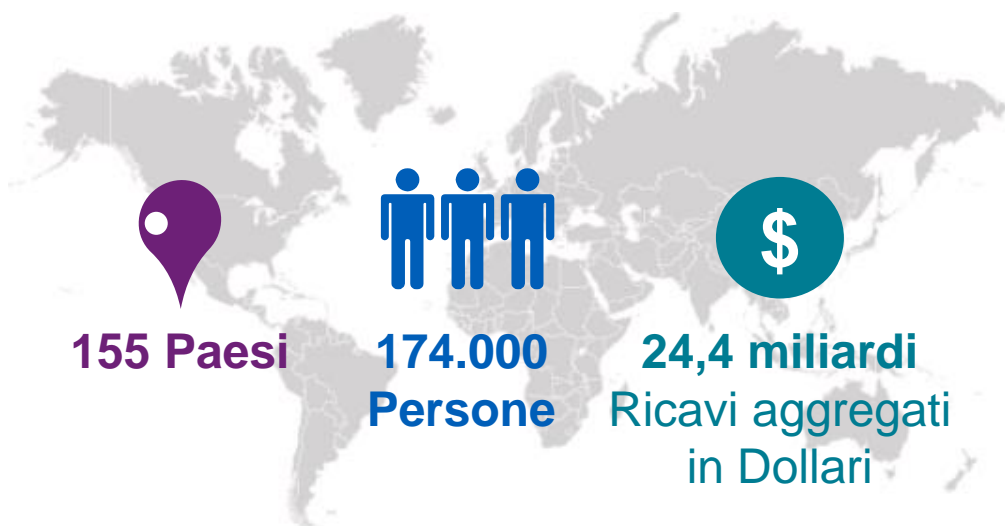 $
155 Paesi
174.000
Persone
24,4 miliardi
Ricavi aggregati
in Dollari